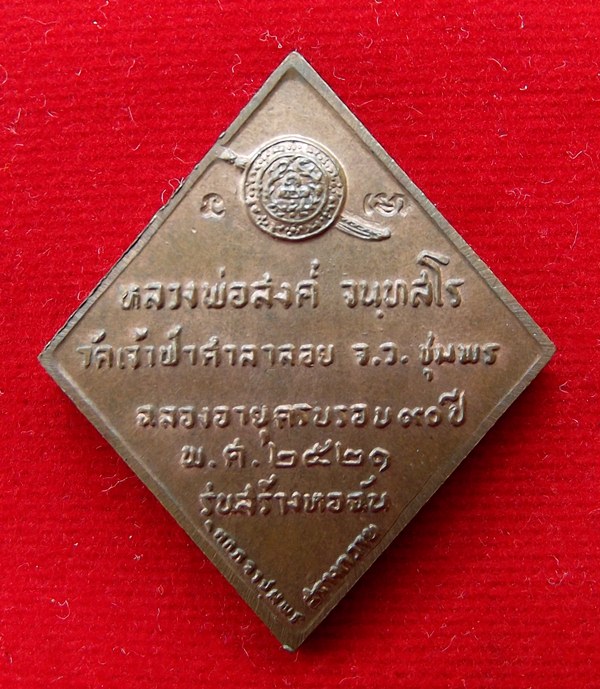 หลวงพ่อสงค์ จนฺทสโร
วัดเจ้าฟ้าศาลาลอย จ.ว. ชุมพร
ฉลองอายุครบรอบ ๙๐ ปี
พ.ศ. ๒๕๒๑
รุ่นสร้างหอฉัน